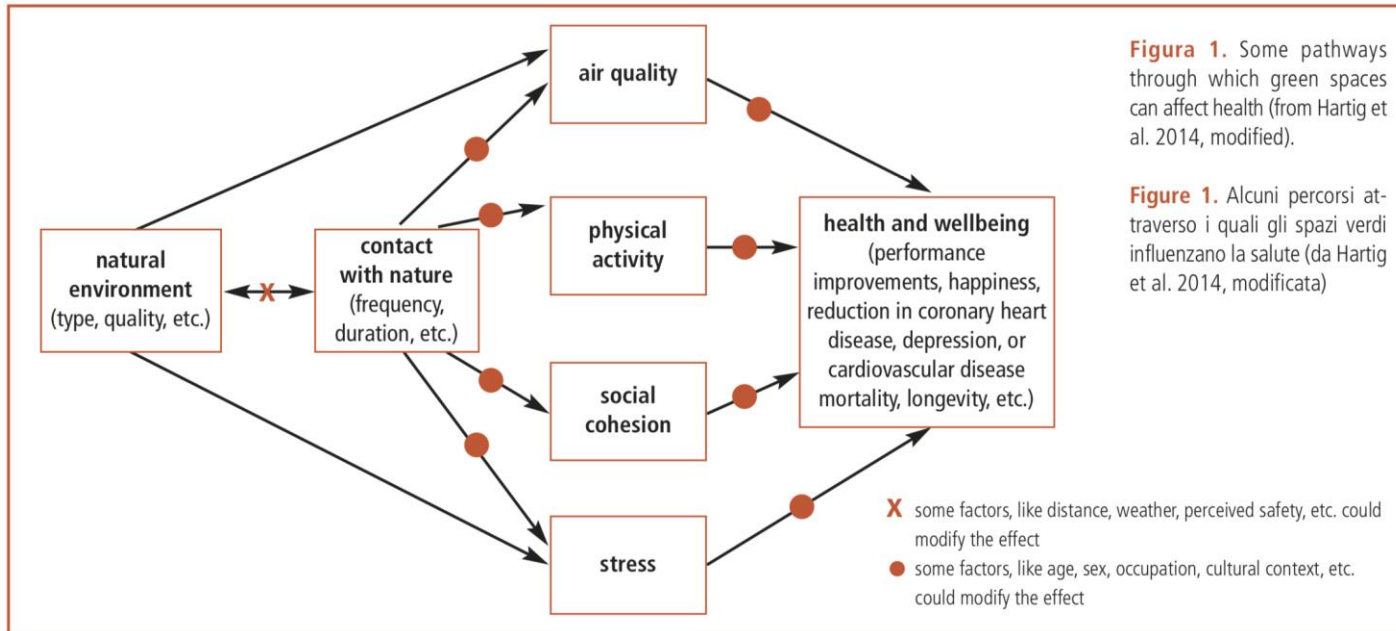 air quality
physical
activity
social
cohesion
stress
natural
environment
(type, quality, etc.)
X
contact
with nature
(frequency,
duration, etc.)
health and wellbeing
(performance
improvements, happiness,
reduction in coronary heart
disease, depression, or
cardiovascular disease
mortality, longevity, etc.)
Figura 1. Some pathways
through which green spaces
can affect health (from Hartig et
al. 2014, modified).
Figure 1. Alcuni percorsi at-
traverso i quali gli spazi verdi
influenzano la salute (da Hartig
et al. 2014, modificata)
X some factors, like distance, weather, perceived safety, etc. could
modify the effect
● some factors, like age, sex, occupation, cultural context, etc.
could modify the effect